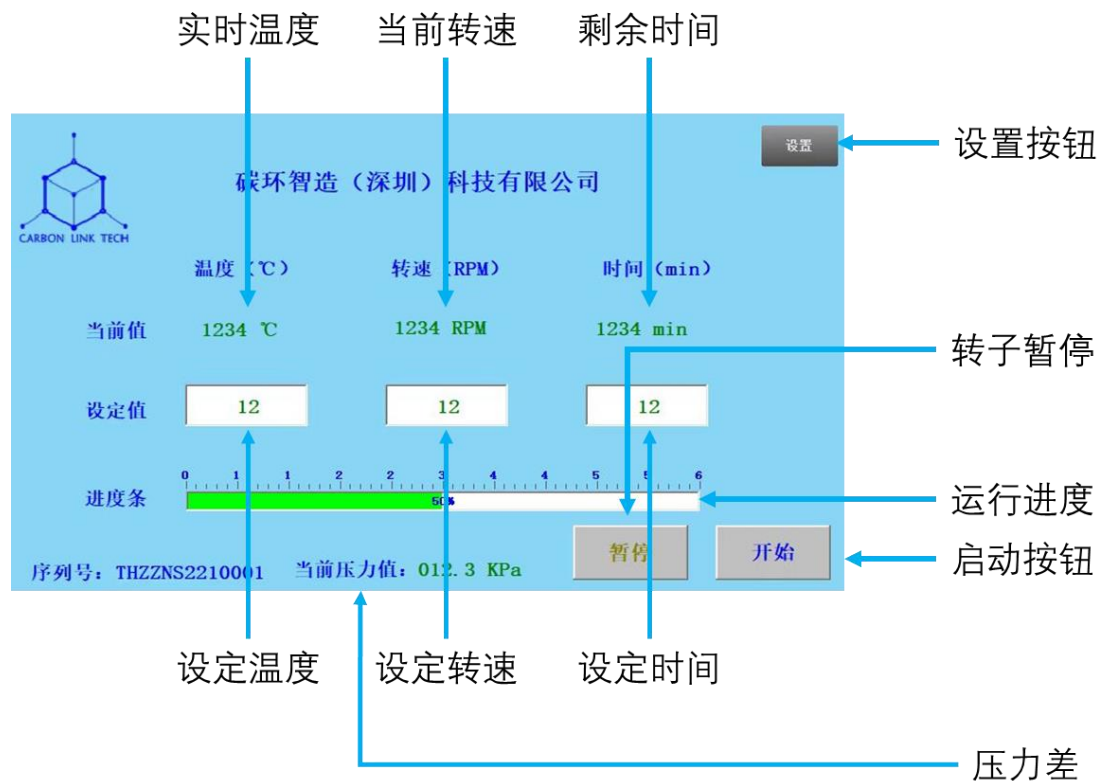 实时温度 当前转速 剩余时间
设置
设置按钮
碳环智造（深圳）科技有限公司
CARBON LINK TECH
温度（℃） 转速（RPM） 时间（min）
当前值 1234 ℃ 1234 RPM 1234 min
转子暂停
设定值 12 12 12
0 1 1 2 2 3 4 4 5 5 6
进度条 50%
运行进度
暂停 开始
启动按钮
序列号：THZZNS2210001 当前压力值：012.3 KPa
设定温度 设定转速 设定时间
压力差